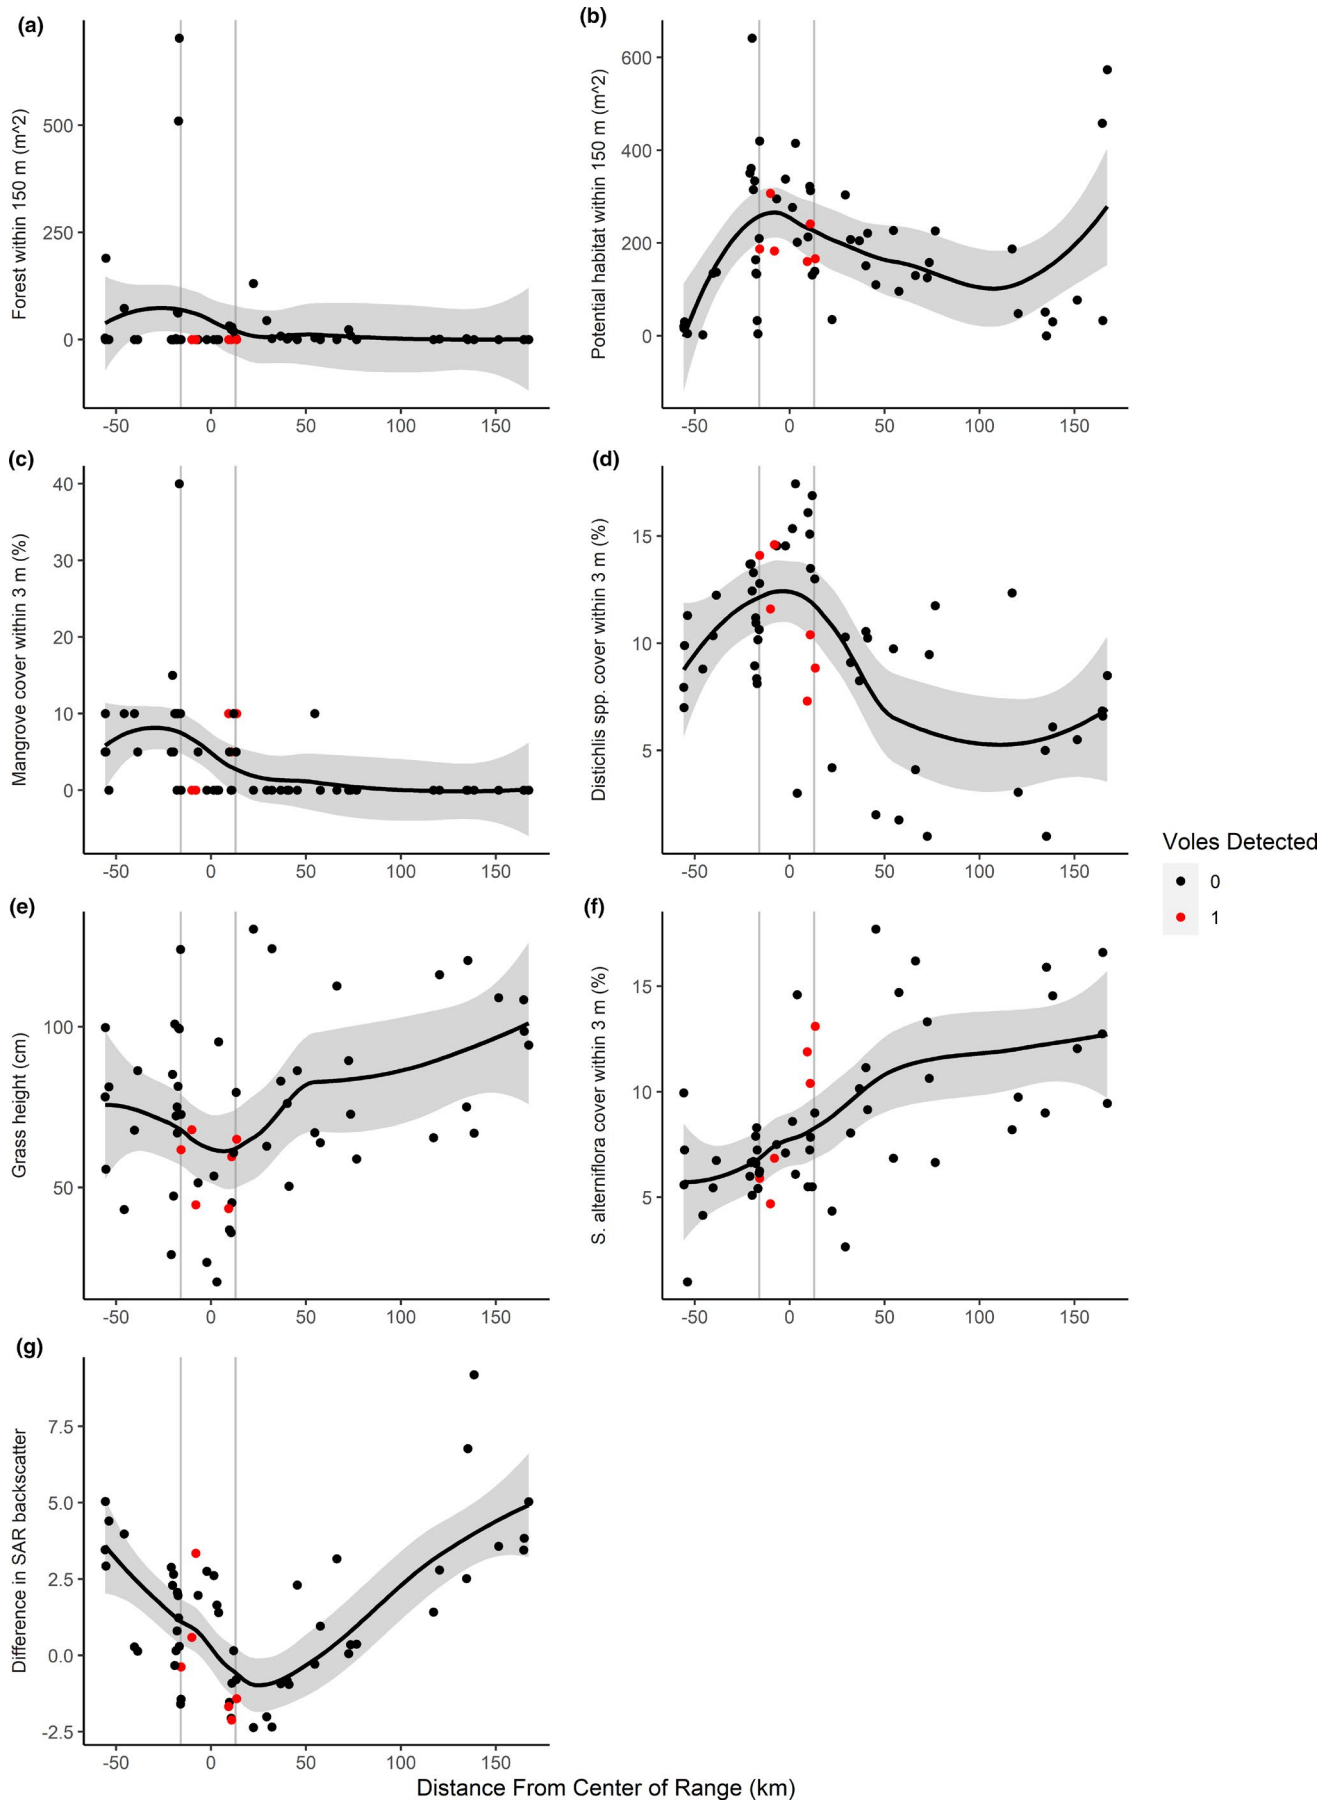 (a)
Forest within 150 m (m^2)
500
250
0
-50 0 50 100 150
(b)
Potential habitat within 150 m (m^2)
600
400
200
0
-50 0 50 100 150
(c)
Mangrove cover within 3 m (%)
40
30
20
10
0
-50 0 50 100 150
(d)
Distichlis spp. cover within 3 m (%)
15
10
5
-50 0 50 100 150
(e)
Grass height (cm)
100
50
-50 0 50 100 150
(f)
S. alterniflora cover within 3 m (%)
15
10
5
-50 0 50 100 150
(g)
Difference in SAR backscatter
7.5
5.0
2.5
0.0
-2.5
-50 0 50 100 150
Distance From Center of Range (km)
Voles Detected
0
1